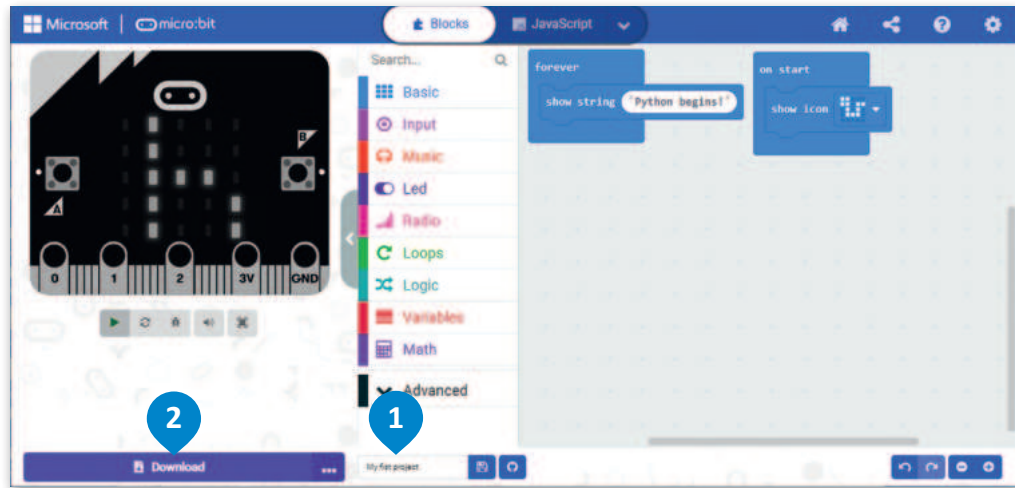 Microsoft | micro:bit
Blocks
JavaScript
Search...
Basic
Input
Music
Led
Radio
Loops
Logic
Variables
Math
Advanced
forever
show string "Python begins!"
on start
show icon
A
B
0 1 2 3V GND
2
1
Download
...
My fist project